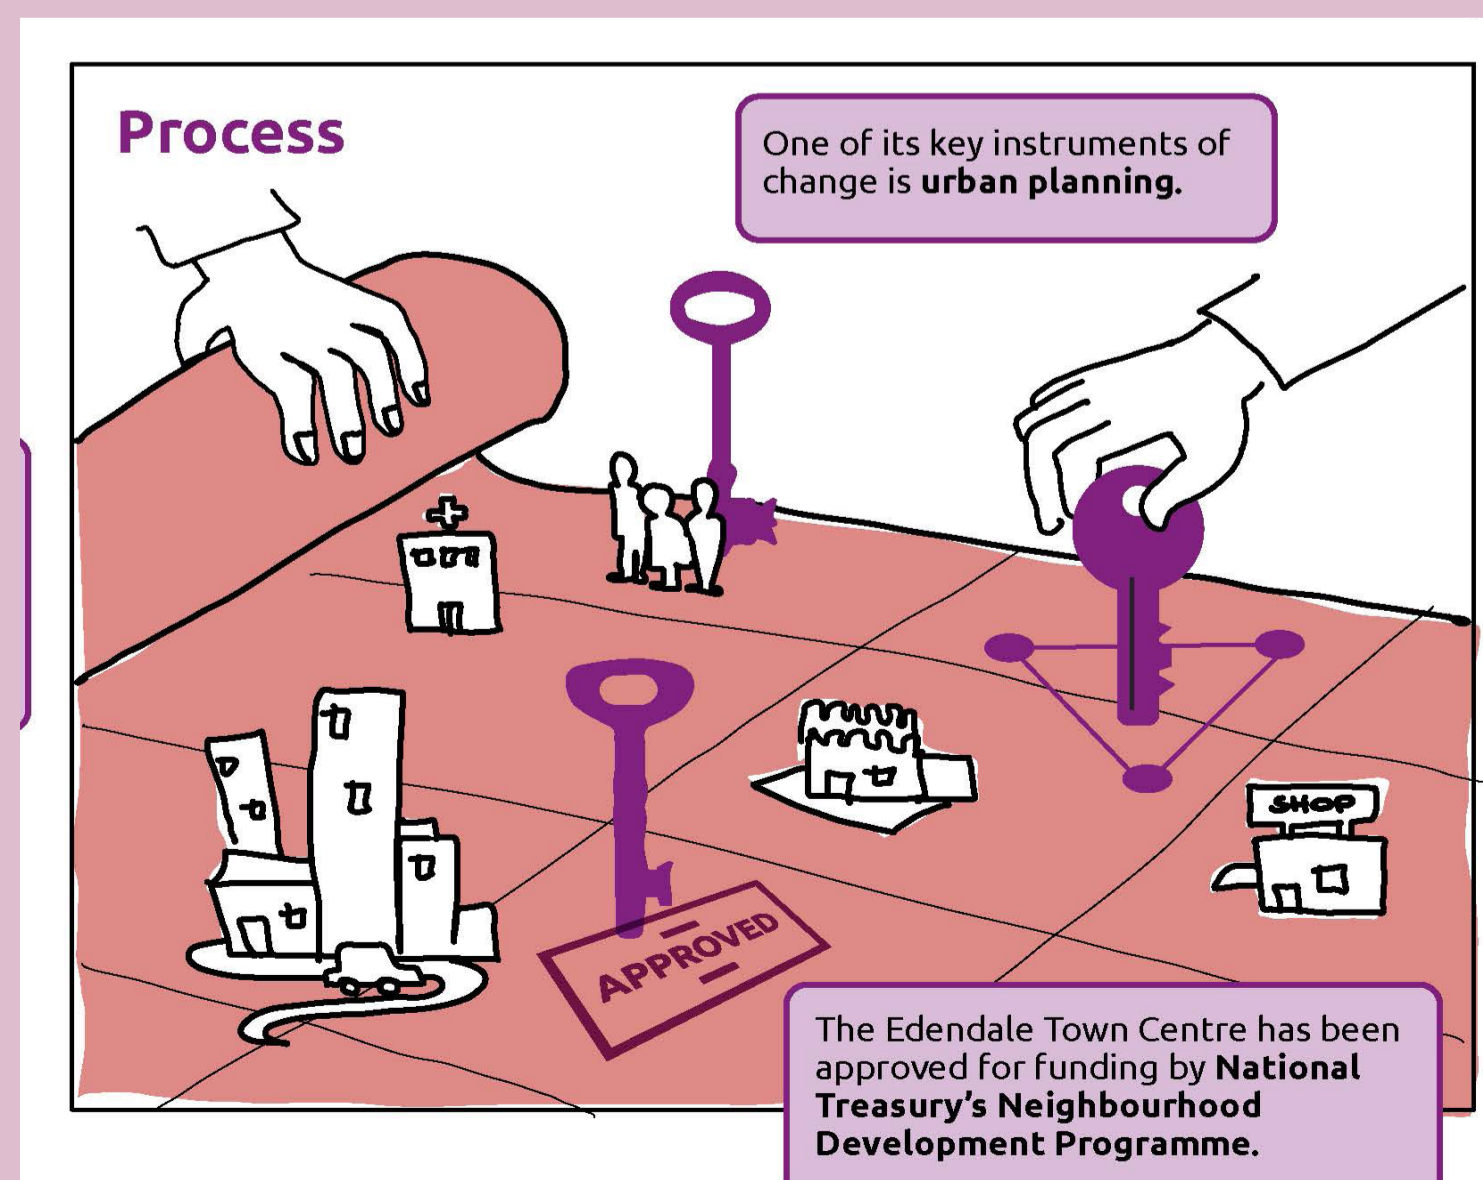 Process
One of its key instruments of
change is urban planning.
SHOP
APPROVED
The Edendale Town Centre has been
approved for funding by National
Treasury’s Neighbourhood
Development Programme.